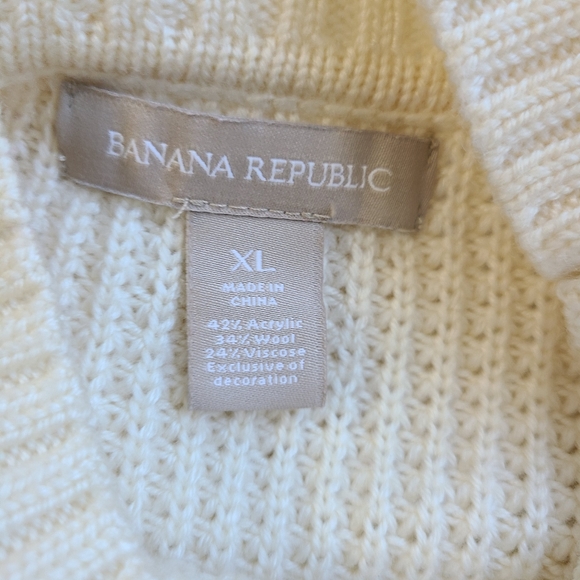 BANANA REPUBLIC
XL
MADE IN
CHINA
42% Acrylic
34% Wool
24% Viscose
Exclusive of
decoration